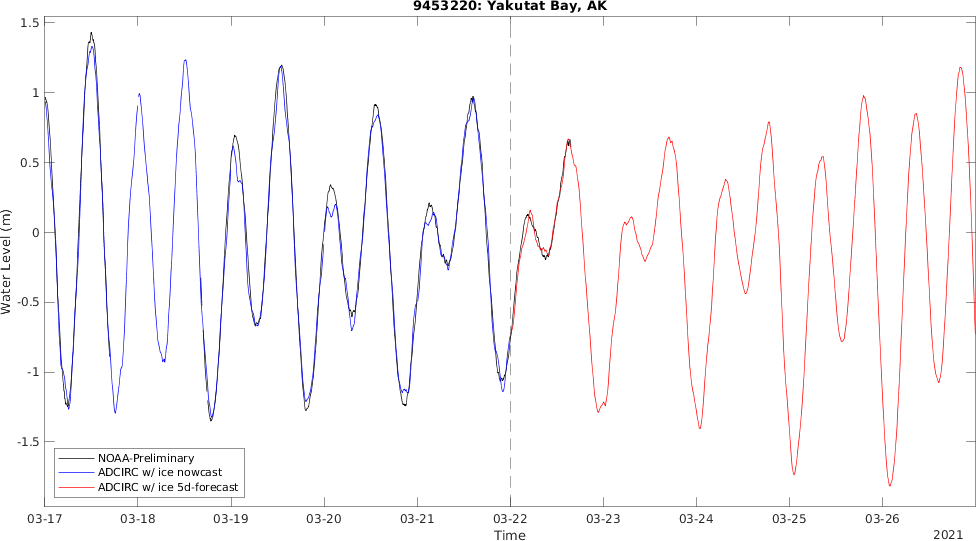 9453220: Yakutat Bay, AK
1.5
1
0.5
0
-0.5
-1
-1.5
Water Level (m)
NOAA-Preliminary
ADCIRC w/ ice nowcast
ADCIRC w/ ice 5d-forecast
03-17 03-18 03-19 03-20 03-21 03-22 03-23 03-24 03-25 03-26
Time
2021